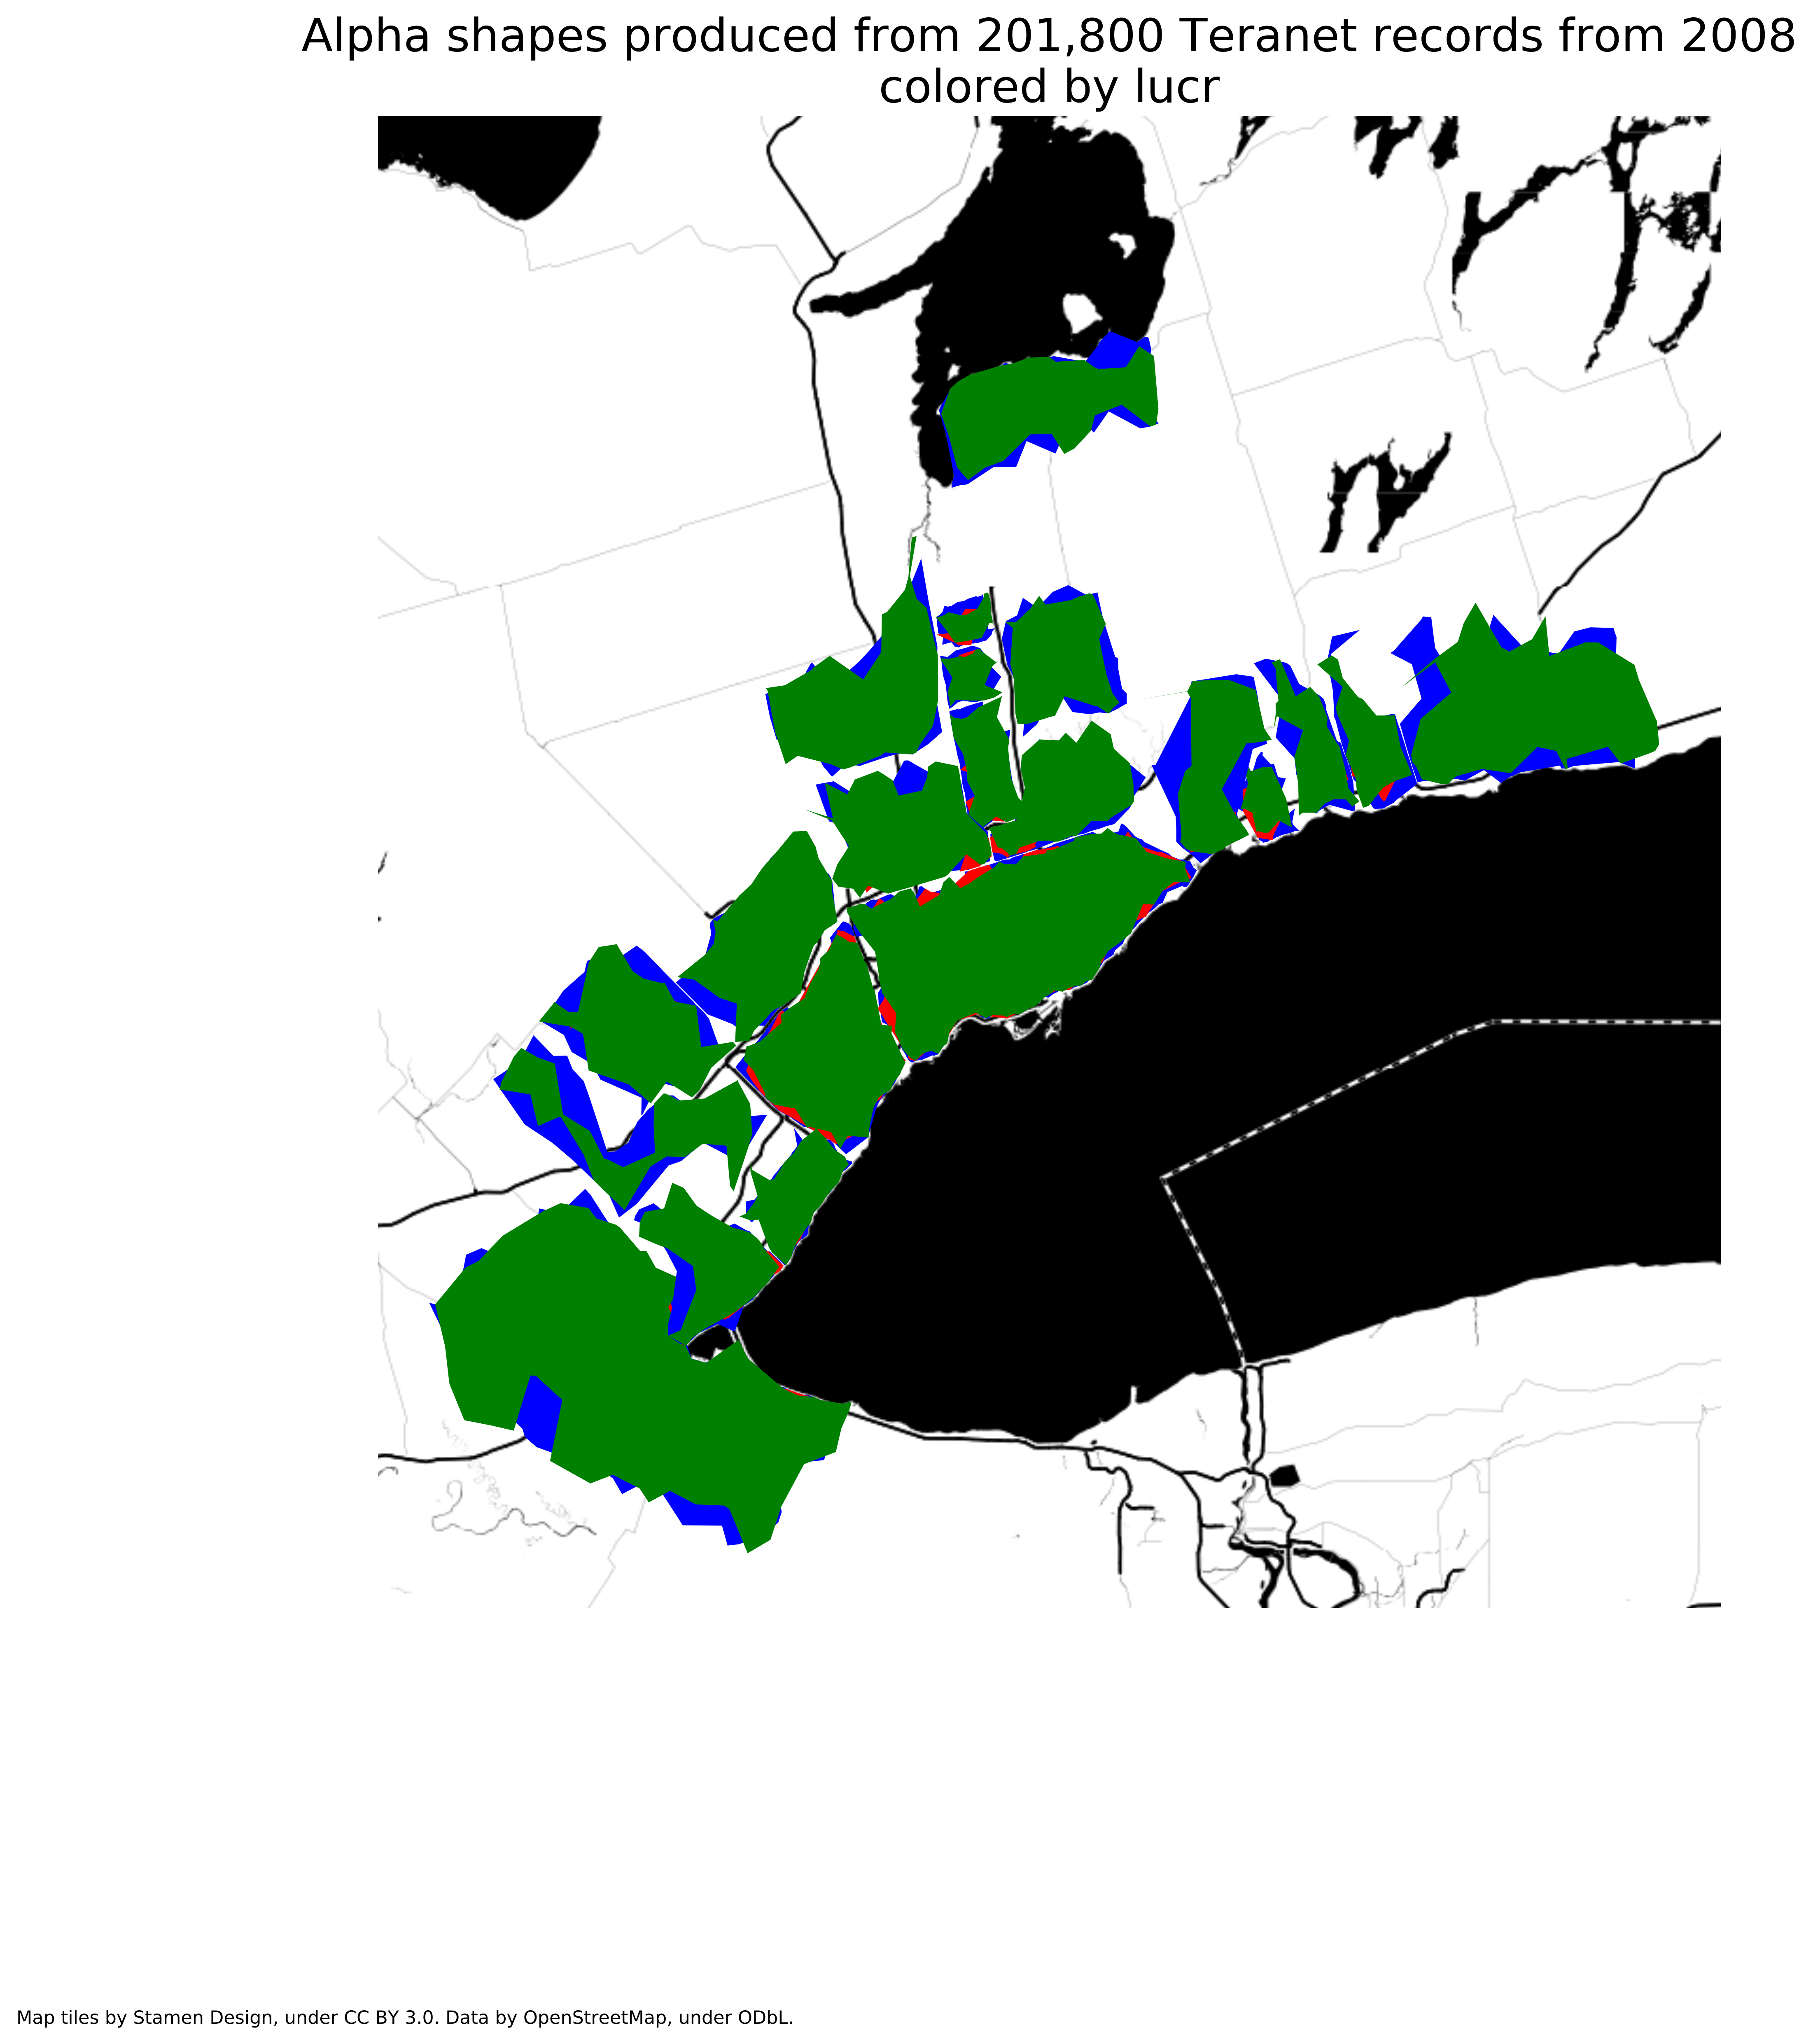 Alpha shapes produced from 201,800 Teranet records from 2008
colored by lucr
Map tiles by Stamen Design, under CC BY 3.0. Data by OpenStreetMap, under ODbL.